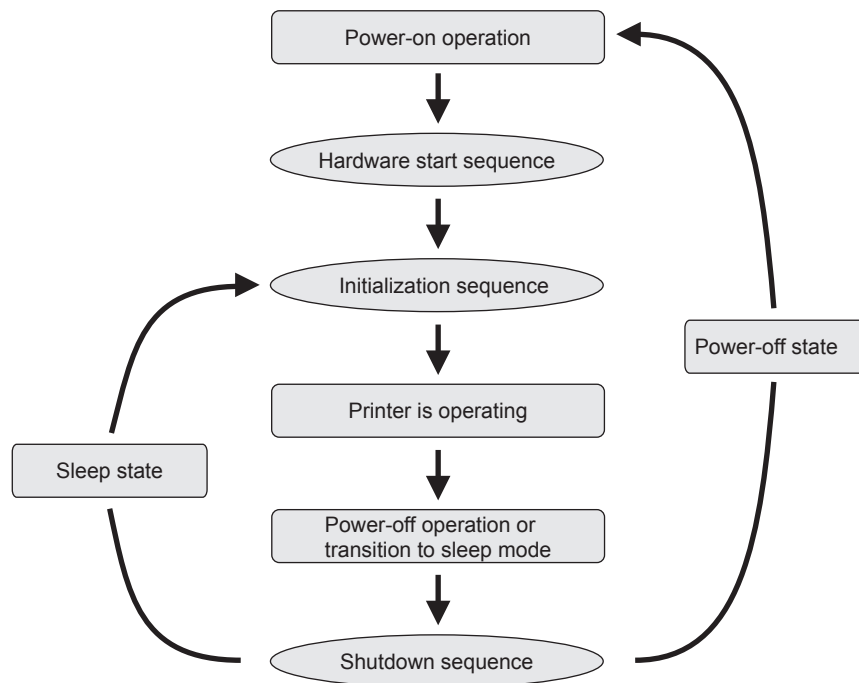 Power-on operation
Hardware start sequence
Initialization sequence
Power-off state
Printer is operating
Sleep state
Power-off operation or
transition to sleep mode
Shutdown sequence